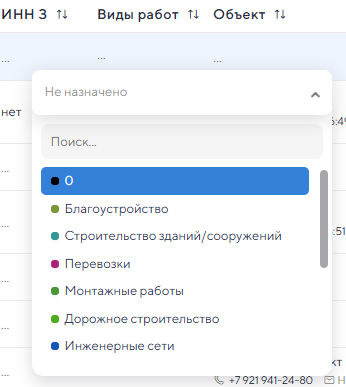 ИНН З Виды работ Объект
... ... ...
Не назначено
нет
Поиск...
0
Благоустройство
Строительство зданий/сооружений
Перевозки
Монтажные работы
Дорожное строительство
Инженерные сети
+7 921 941-24-80